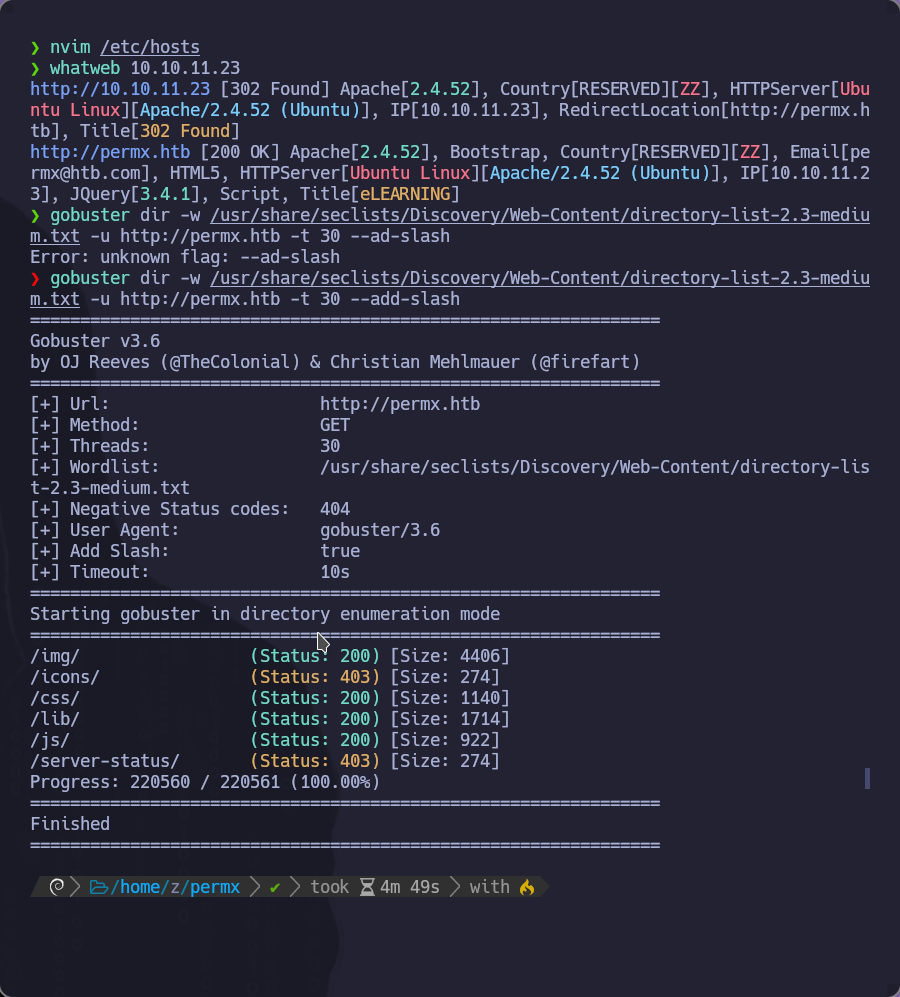 ❯ nvim /etc/hosts
❯ whatweb 10.10.11.23
http://10.10.11.23 [302 Found] Apache[2.4.52], Country[RESERVED][ZZ], HTTPServer[Ubu
ntu Linux][Apache/2.4.52 (Ubuntu)], IP[10.10.11.23], RedirectLocation[http://permx.h
tb], Title[302 Found]
http://permx.htb [200 OK] Apache[2.4.52], Bootstrap, Country[RESERVED][ZZ], Email[pe
rmx@htb.com], HTML5, HTTPServer[Ubuntu Linux][Apache/2.4.52 (Ubuntu)], IP[10.10.11.2
3], JQuery[3.4.1], Script, Title[eLEARNING]
❯ gobuster dir -w /usr/share/seclists/Discovery/Web-Content/directory-list-2.3-mediu
m.txt -u http://permx.htb -t 30 --ad-slash
Error: unknown flag: --ad-slash
❯ gobuster dir -w /usr/share/seclists/Discovery/Web-Content/directory-list-2.3-mediu
m.txt -u http://permx.htb -t 30 --add-slash
===============================================================
Gobuster v3.6
by OJ Reeves (@TheColonial) & Christian Mehlmauer (@firefart)
===============================================================
[+] Url:                     http://permx.htb
[+] Method:                  GET
[+] Threads:                 30
[+] Wordlist:                /usr/share/seclists/Discovery/Web-Content/directory-lis
t-2.3-medium.txt
[+] Negative Status codes:   404
[+] User Agent:              gobuster/3.6
[+] Add Slash:               true
[+] Timeout:                 10s
===============================================================
Starting gobuster in directory enumeration mode
===============================================================
/img/                 (Status: 200) [Size: 4406]
/icons/               (Status: 403) [Size: 274]
/css/                 (Status: 200) [Size: 1140]
/lib/                 (Status: 200) [Size: 1714]
/js/                  (Status: 200) [Size: 922]
/server-status/       (Status: 403) [Size: 274]
Progress: 220560 / 220561 (100.00%)
===============================================================
Finished
===============================================================
/home/z/permx ✔ took 4m 49s with